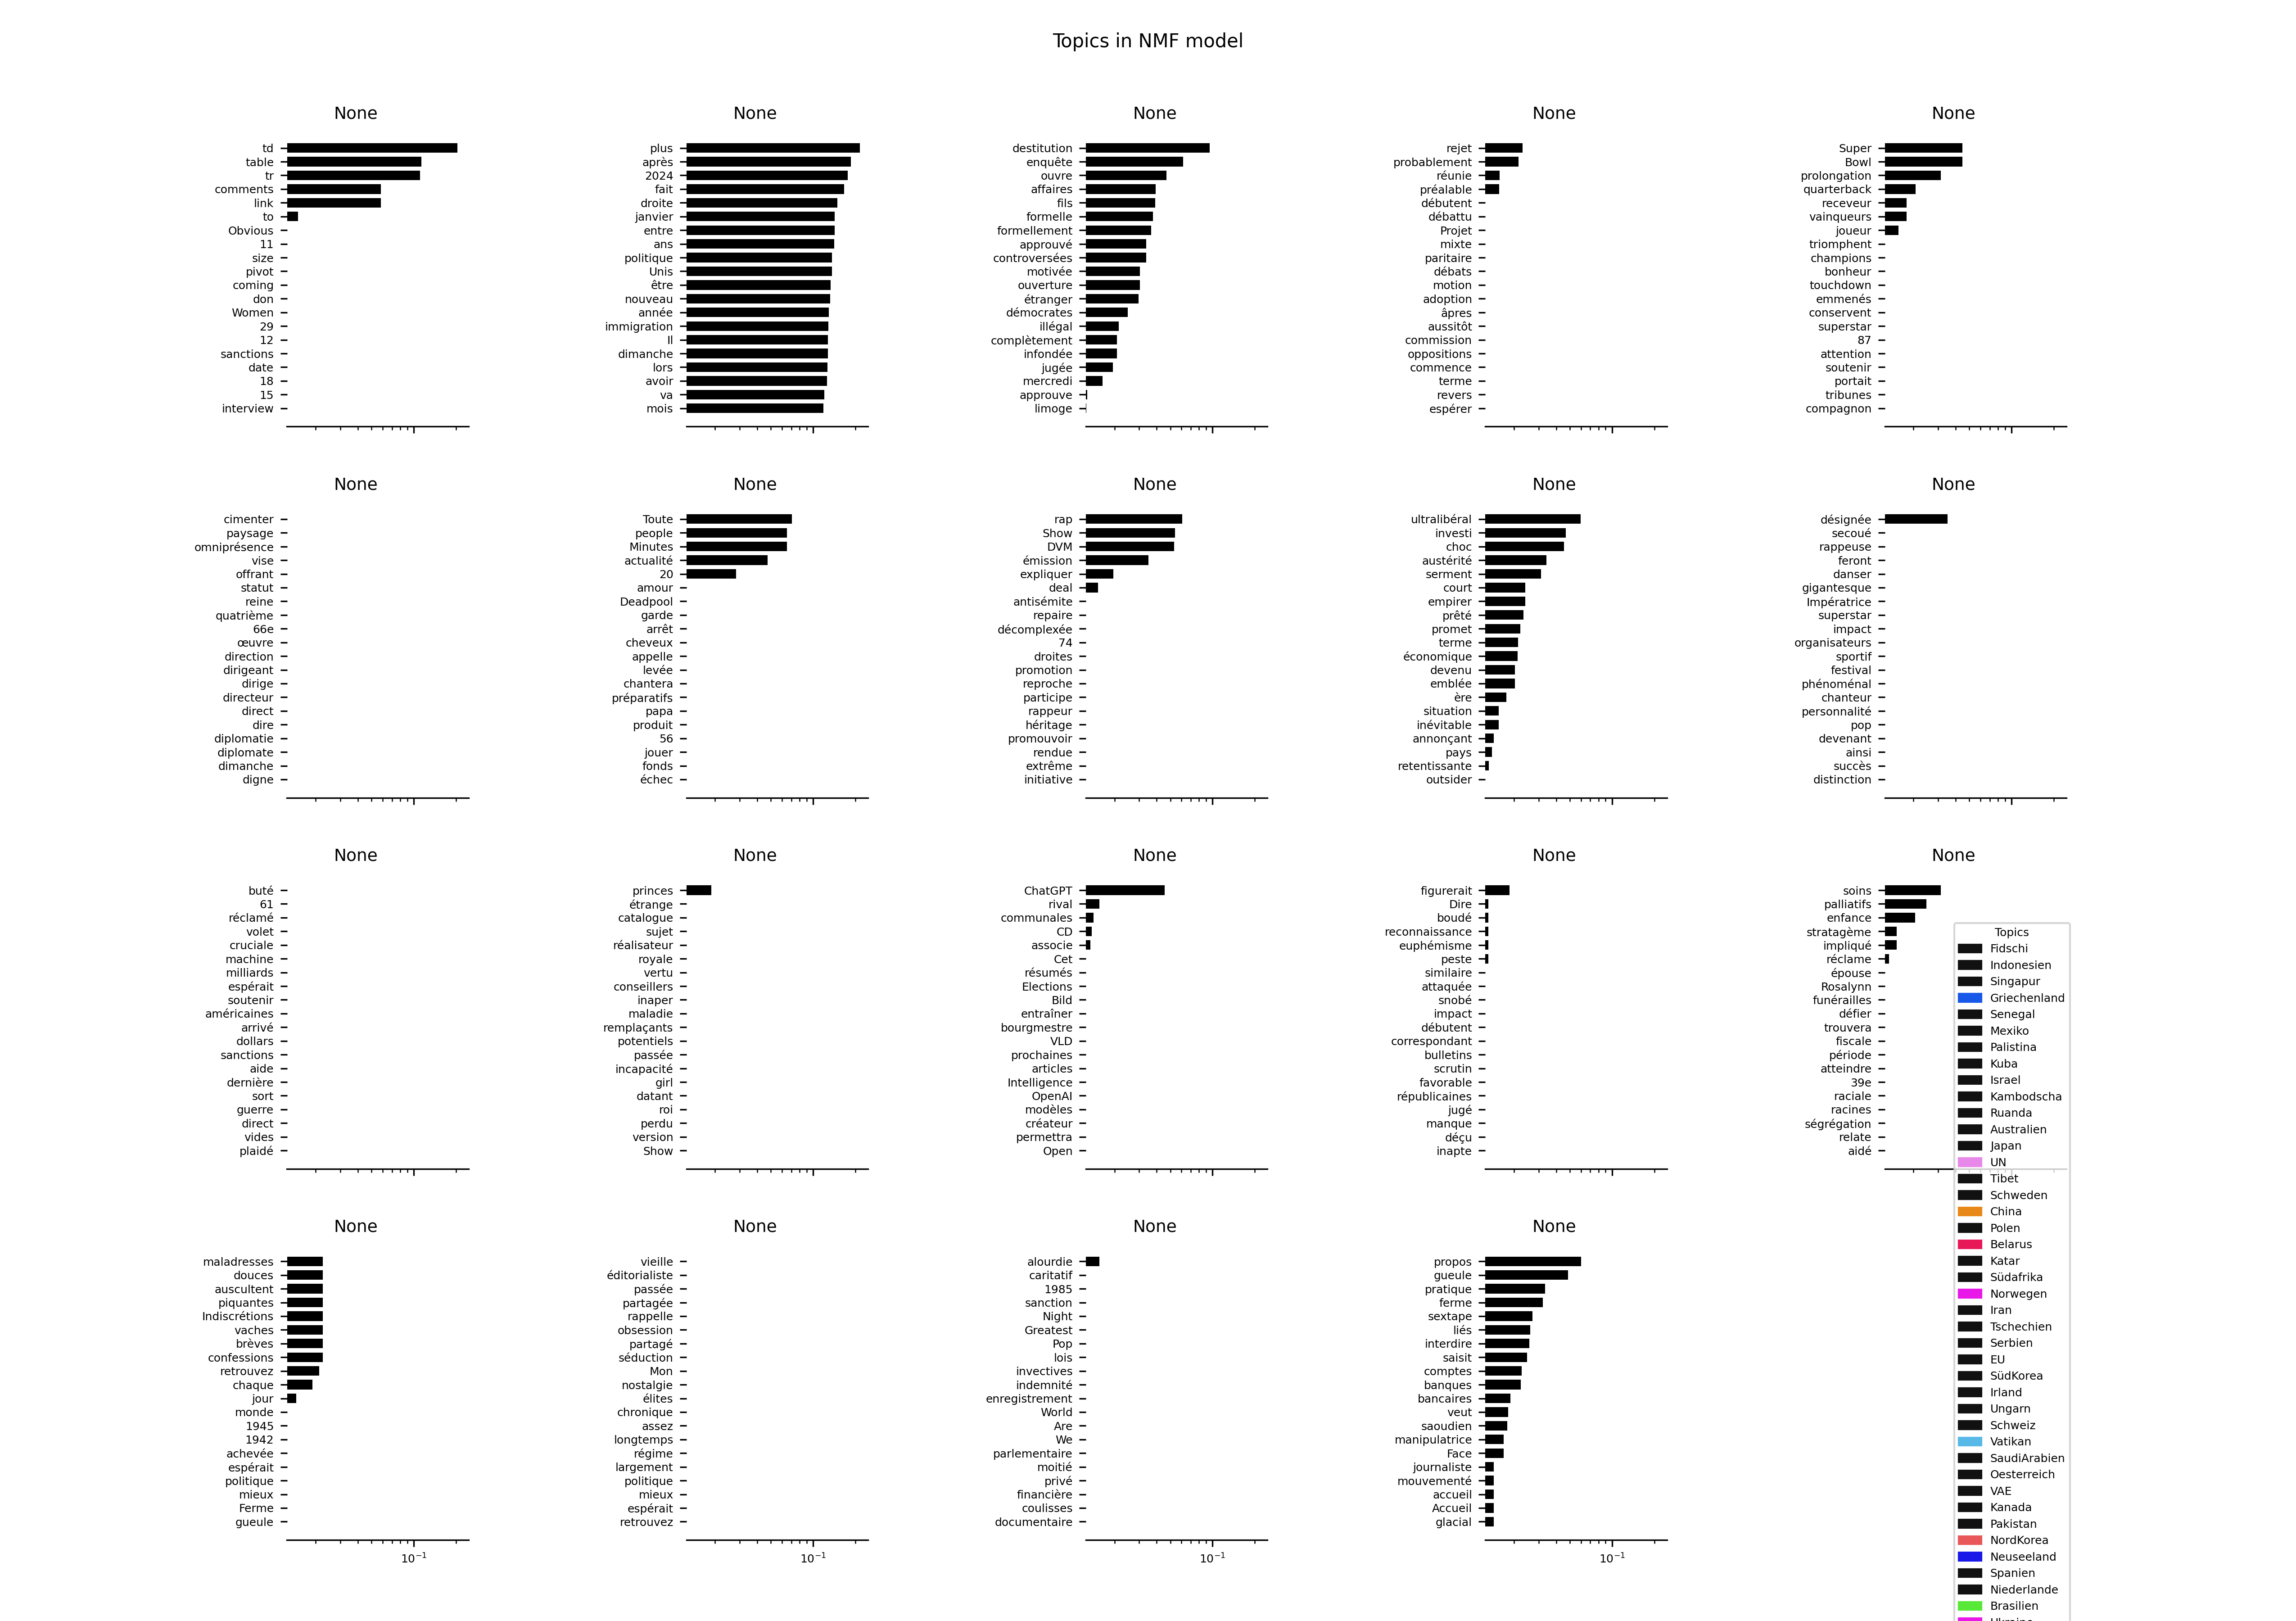 Topics in NMF model
None
td
table
tr
comments
link
to
Obvious
11
size
pivot
coming
don
Women
29
12
sanctions
date
18
15
interview
None
plus
après
2024
fait
droite
janvier
entre
ans
politique
Unis
être
nouveau
année
immigration
Il
dimanche
lors
avoir
va
mois
None
destitution
enquête
ouvre
affaires
fils
formelle
formellement
approuvé
controversées
motivée
ouverture
étranger
démocrates
illégal
complètement
infondée
jugée
mercredi
approuve
limoge
None
rejet
probablement
réunie
préalable
débutent
débattu
Projet
mixte
paritaire
débats
motion
adoption
âpres
aussitôt
commission
oppositions
commence
terme
revers
espérer
None
Super
Bowl
prolongation
quarterback
receveur
vainqueurs
joueur
triomphent
champions
bonheur
touchdown
emmenés
conservent
superstar
87
attention
soutenir
portait
tribunes
compagnon
None
cimenter
paysage
omniprésence
vise
offrant
statut
reine
quatrième
66e
œuvre
direction
dirigeant
dirige
directeur
direct
dire
diplomatie
diplomate
dimanche
digne
None
Toute
people
Minutes
actualité
20
amour
Deadpool
garde
arrêt
cheveux
appelle
levée
chantera
préparatifs
papa
produit
56
jouer
fonds
échec
None
rap
Show
DVM
émission
expliquer
deal
antisémite
repaire
décomplexée
74
droites
promotion
reproche
participe
rappeur
héritage
promouvoir
rendue
extrême
initiative
None
ultralibéral
investi
choc
austérité
serment
court
empirer
prêté
promet
terme
économique
devenu
emblée
ère
situation
inévitable
annonçant
pays
retentissante
outsider
None
désignée
secoué
rappeuse
feront
danser
gigantesque
Impératrice
superstar
impact
organisateurs
sportif
festival
phénoménal
chanteur
personnalité
pop
devenant
ainsi
succès
distinction
None
buté
61
réclamé
volet
cruciale
machine
milliards
espérait
soutenir
américaines
arrivé
dollars
sanctions
aide
dernière
sort
guerre
direct
vides
plaidé
None
princes
étrange
catalogue
sujet
réalisateur
royale
vertu
conseillers
inaper
maladie
remplaçants
potentiels
passée
incapacité
girl
datant
roi
perdu
version
Show
None
ChatGPT
rival
communales
CD
associe
Cet
résumés
Elections
Bild
entraîner
bourgmestre
VLD
prochaines
articles
Intelligence
OpenAI
modèles
créateur
permettra
Open
None
figurerait
Dire
boudé
reconnaissance
euphémisme
peste
similaire
attaquée
snobé
impact
débutent
correspondant
bulletins
scrutin
favorable
républicaines
jugé
manque
déçu
inapte
None
soins
palliatifs
enfance
stratagème
impliqué
réclame
épouse
Rosalynn
funérailles
défier
trouvera
fiscale
période
atteindre
39e
raciale
racines
ségrégation
relate
aidé
None
maladresses
douces
auscultent
piquantes
Indiscrétions
vaches
brèves
confessions
retrouvez
chaque
jour
monde
1945
1942
achevée
espérait
politique
mieux
Ferme
gueule
10⁻¹
None
vieille
éditorialiste
passée
partagée
rappelle
obsession
partagé
séduction
Mon
nostalgie
élites
chronique
assez
longtemps
régime
largement
politique
mieux
espérait
retrouvez
10⁻¹
None
alourdie
caritatif
1985
sanction
Night
Greatest
Pop
lois
invectives
indemnité
enregistrement
World
Are
We
parlementaire
moitié
privé
financière
coulisses
documentaire
10⁻¹
None
propos
gueule
pratique
ferme
sextape
liés
interdire
saisit
comptes
banques
bancaires
veut
saoudien
manipulatrice
Face
journaliste
mouvementé
accueil
Accueil
glacial
10⁻¹
Topics
Fidschi
Indonesien
Singapur
Griechenland
Senegal
Mexiko
Palistina
Kuba
Israel
Kambodscha
Ruanda
Australien
Japan
UN
Tibet
Schweden
China
Polen
Belarus
Katar
Südafrika
Norwegen
Iran
Tschechien
Serbien
EU
SüdKorea
Irland
Ungarn
Schweiz
Vatikan
SaudiArabien
Oesterreich
VAE
Kanada
Pakistan
NordKorea
Neuseeland
Spanien
Niederlande
Brasilien